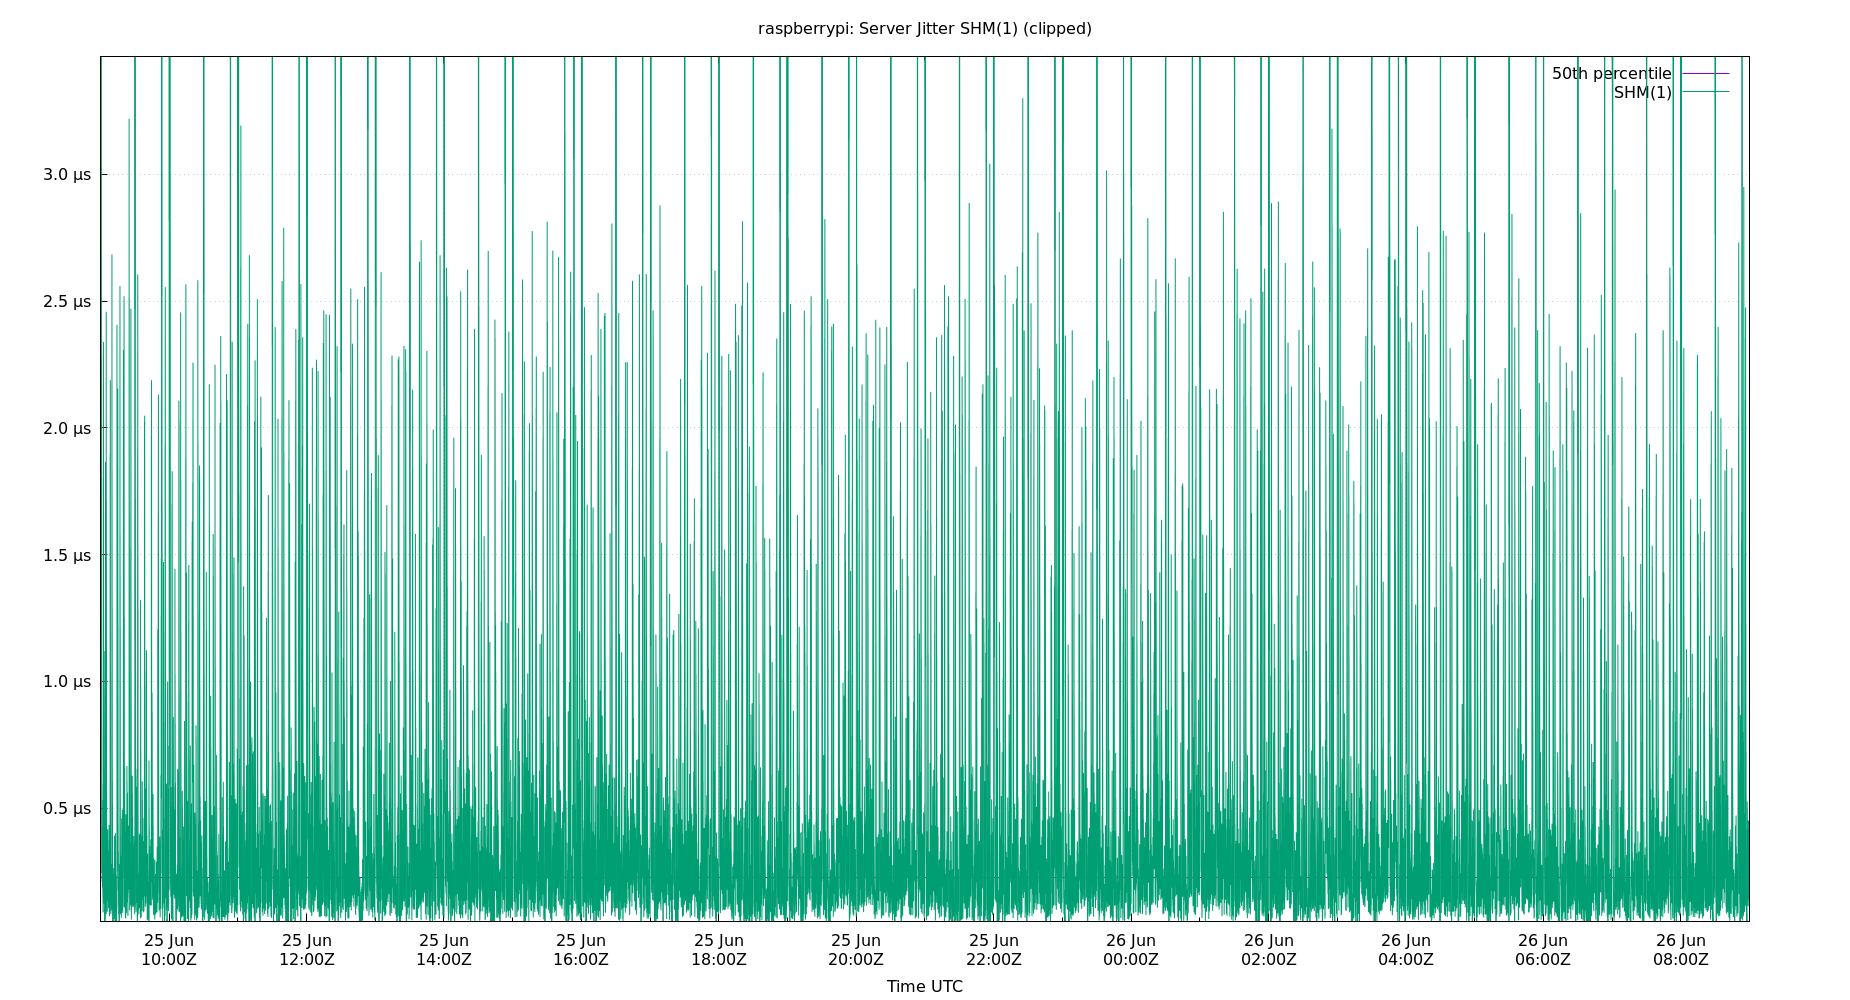 raspberrypi: Server Jitter SHM(1) (clipped)
50th percentile
SHM(1)
3.0 µs
2.5 µs
2.0 µs
1.5 µs
1.0 µs
0.5 µs
25 Jun 25 Jun 25 Jun 25 Jun 25 Jun 25 Jun 25 Jun 26 Jun 26 Jun 26 Jun 26 Jun 26 Jun
10:00Z 12:00Z 14:00Z 16:00Z 18:00Z 20:00Z 22:00Z 00:00Z 02:00Z 04:00Z 06:00Z 08:00Z
Time UTC